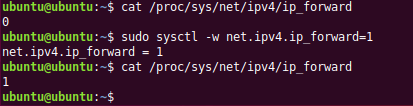 ubuntu@ubuntu:~$ cat /proc/sys/net/ipv4/ip_forward
0
ubuntu@ubuntu:~$ sudo sysctl -w net.ipv4.ip_forward=1
net.ipv4.ip_forward = 1
ubuntu@ubuntu:~$ cat /proc/sys/net/ipv4/ip_forward
1
ubuntu@ubuntu:~$